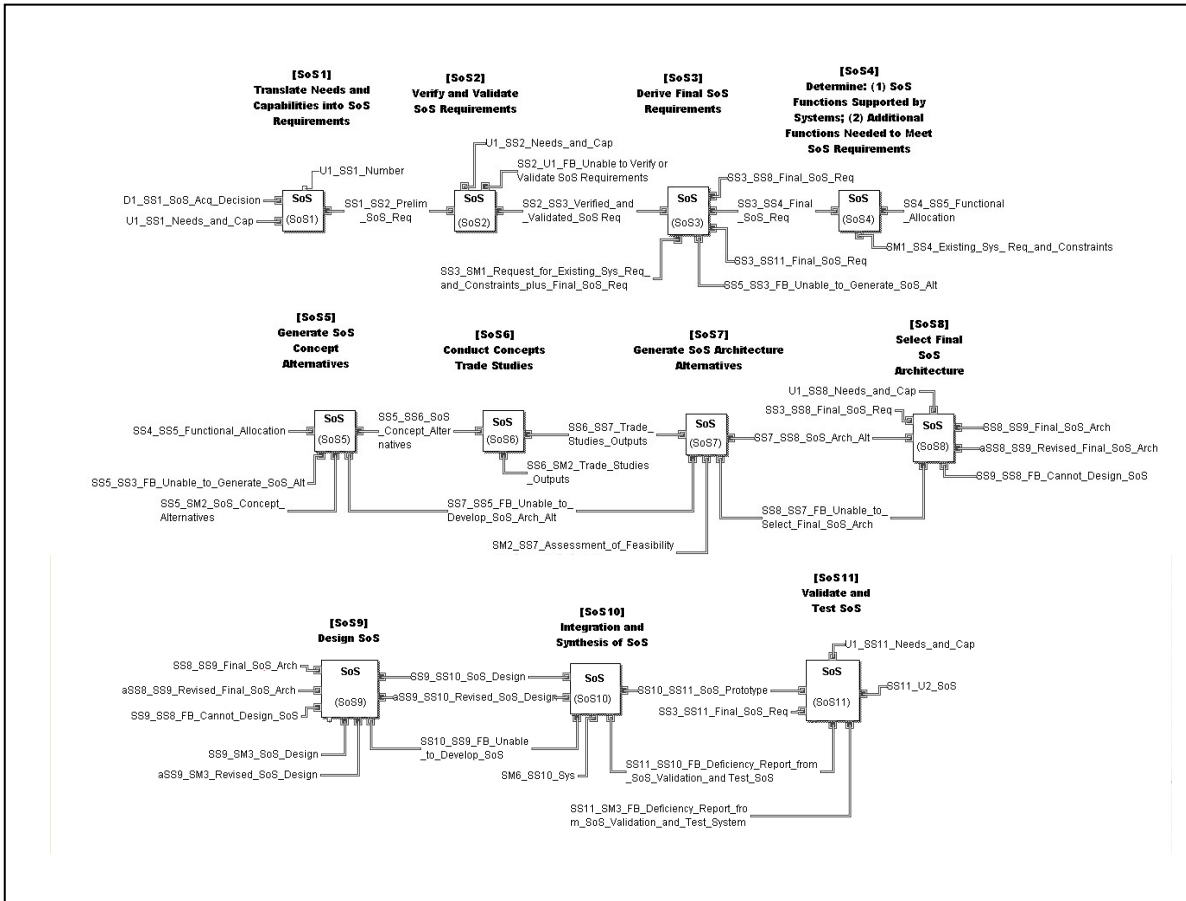 [SoS1]
Translate Needs and
Capabilities into SoS
Requirements
[SoS2]
Verify and Validate
SoS Requirements
[SoS3]
Derive Final SoS
Requirements
[SoS4]
Determine: (1) SoS
Functions Supported by
Systems; (2) Additional
Functions Needed to Meet
SoS Requirements
U1_SS1_Number
D1_SS1_SoS_Acq_Decision
U1_SS1_Needs_and_Cap
SoS
(SoS1)
SS1_SS2_Prelim
_SoS_Req
U1_SS2_Needs_and_Cap
SS2_U1_FB_Unable to Verify or
Validate SoS Requirements
SoS
(SoS2)
SS2_SS3_Verified_and
_Validated_SoS Req
SoS
(SoS3)
SS3_SS8_Final_SoS_Req
SS3_SS4_Final
_SoS_Req
SS3_SS11_Final_SoS_Req
SS3_SM1_Request_for_Existing_Sys_Req_
and_Constraints_plus_Final_SoS_Req
SS5_SS3_FB_Unable_to_Generate_SoS_Alt
SoS
(SoS4)
SS4_SS5_Functional
_Allocation
SM1_SS4_Existing_Sys_ Req_and_Constraints
[SoS5]
Generate SoS
Concept
Alternatives
[SoS6]
Conduct Concepts
Trade Studies
[SoS7]
Generate SoS Architecture
Alternatives
[SoS8]
Select Final
SoS
Architecture
SS4_SS5_Functional_Allocation
SS5_SS3_FB_Unable_to_Generate_SoS_Alt
SS5_SM2_SoS_Concept_
Alternatives
SoS
(SoS5)
SS5_SS6_SoS
_Concept_Alter
natives
SoS
(SoS6)
SS6_SS7_Trade_
_Studies_Outputs
SS6_SM2_Trade_Studies
_Outputs
SS7_SS5_FB_Unable_to_
Develop_SoS_Arch_Alt
SM2_SS7_Assessment_of_Feasibility
SoS
(SoS7)
SS7_SS8_SoS_Arch_Alt
SS8_SS7_FB_Unable_to_
Select_Final_SoS_Arch
U1_SS8_Needs_and_Cap
SS3_SS8_Final_SoS_Req
SoS
(SoS8)
SS8_SS9_Final_SoS_Arch
aSS8_SS9_Revised_Final_SoS_Arch
SS9_SS8_FB_Cannot_Design_SoS
[SoS9]
Design SoS
[SoS10]
Integration and
Synthesis of SoS
[SoS11]
Validate and
Test SoS
SS8_SS9_Final_SoS_Arch
aSS8_SS9_Revised_Final_SoS_Arch
SS9_SS8_FB_Cannot_Design_SoS
SS9_SM3_SoS_Design
aSS9_SM3_Revised_SoS_Design
SoS
(SoS9)
SS9_SS10_SoS_Design
aSS9_SS10_Revised_SoS_Design
SS10_SS9_FB_Unable
_to_Develop_SoS
SM6_SS10_Sys
SoS
(SoS10)
SS10_SS11_SoS_Prototype
SS3_SS11_Final_SoS_Req
SS11_SS10_FB_Deficiency_Report_from
_SoS_Validation_and Test_SoS
SS11_SM3_FB_Deficiency_Report_fro
m_SoS_Validation_and_Test_System
U1_SS11_Needs_and_Cap
SoS
(SoS11)
SS11_U2_SoS